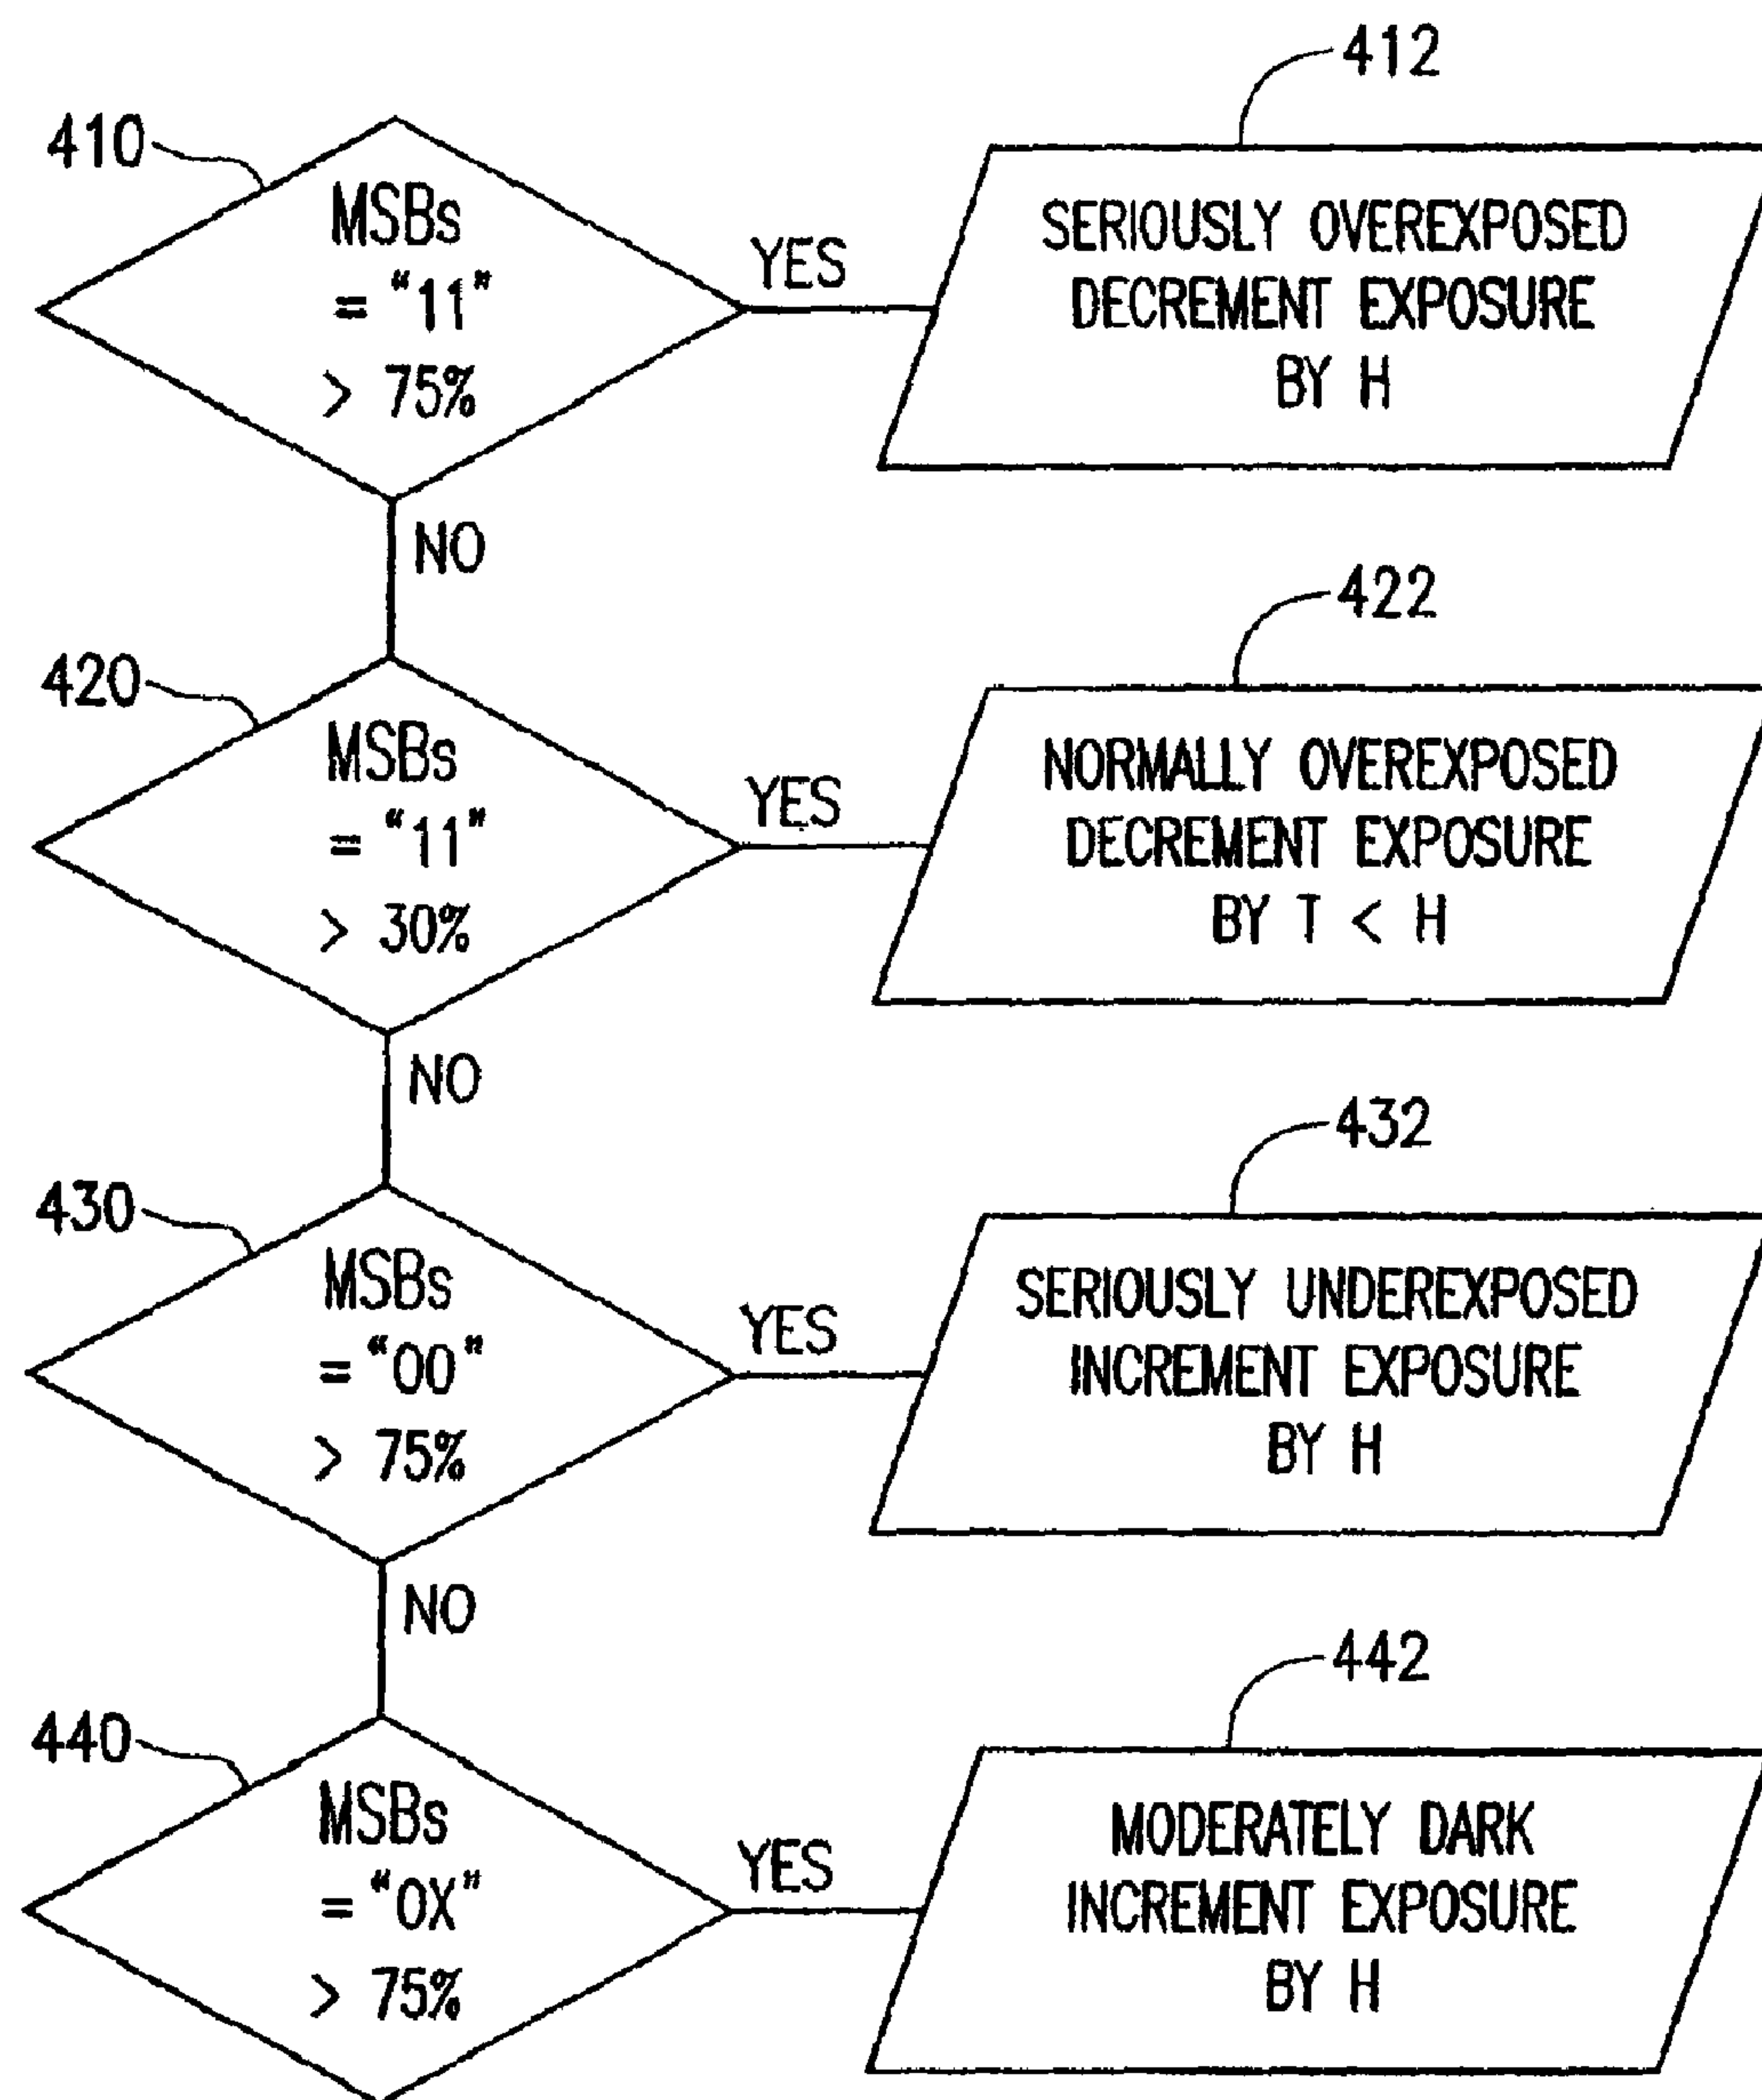 412
410
MSBs
= "11"
> 75%
YES
SERIOUSLY OVEREXPOSED
DECREMENT EXPOSURE
BY H
NO
422
420
MSBs
= "11"
> 30%
YES
NORMALLY OVEREXPOSED
DECREMENT EXPOSURE
BY T < H
NO
432
430
MSBs
= "00"
> 75%
YES
SERIOUSLY UNDEREXPOSED
INCREMENT EXPOSURE
BY H
NO
442
440
MSBs
= "0X"
> 75%
YES
MODERATELY DARK
INCREMENT EXPOSURE
BY H